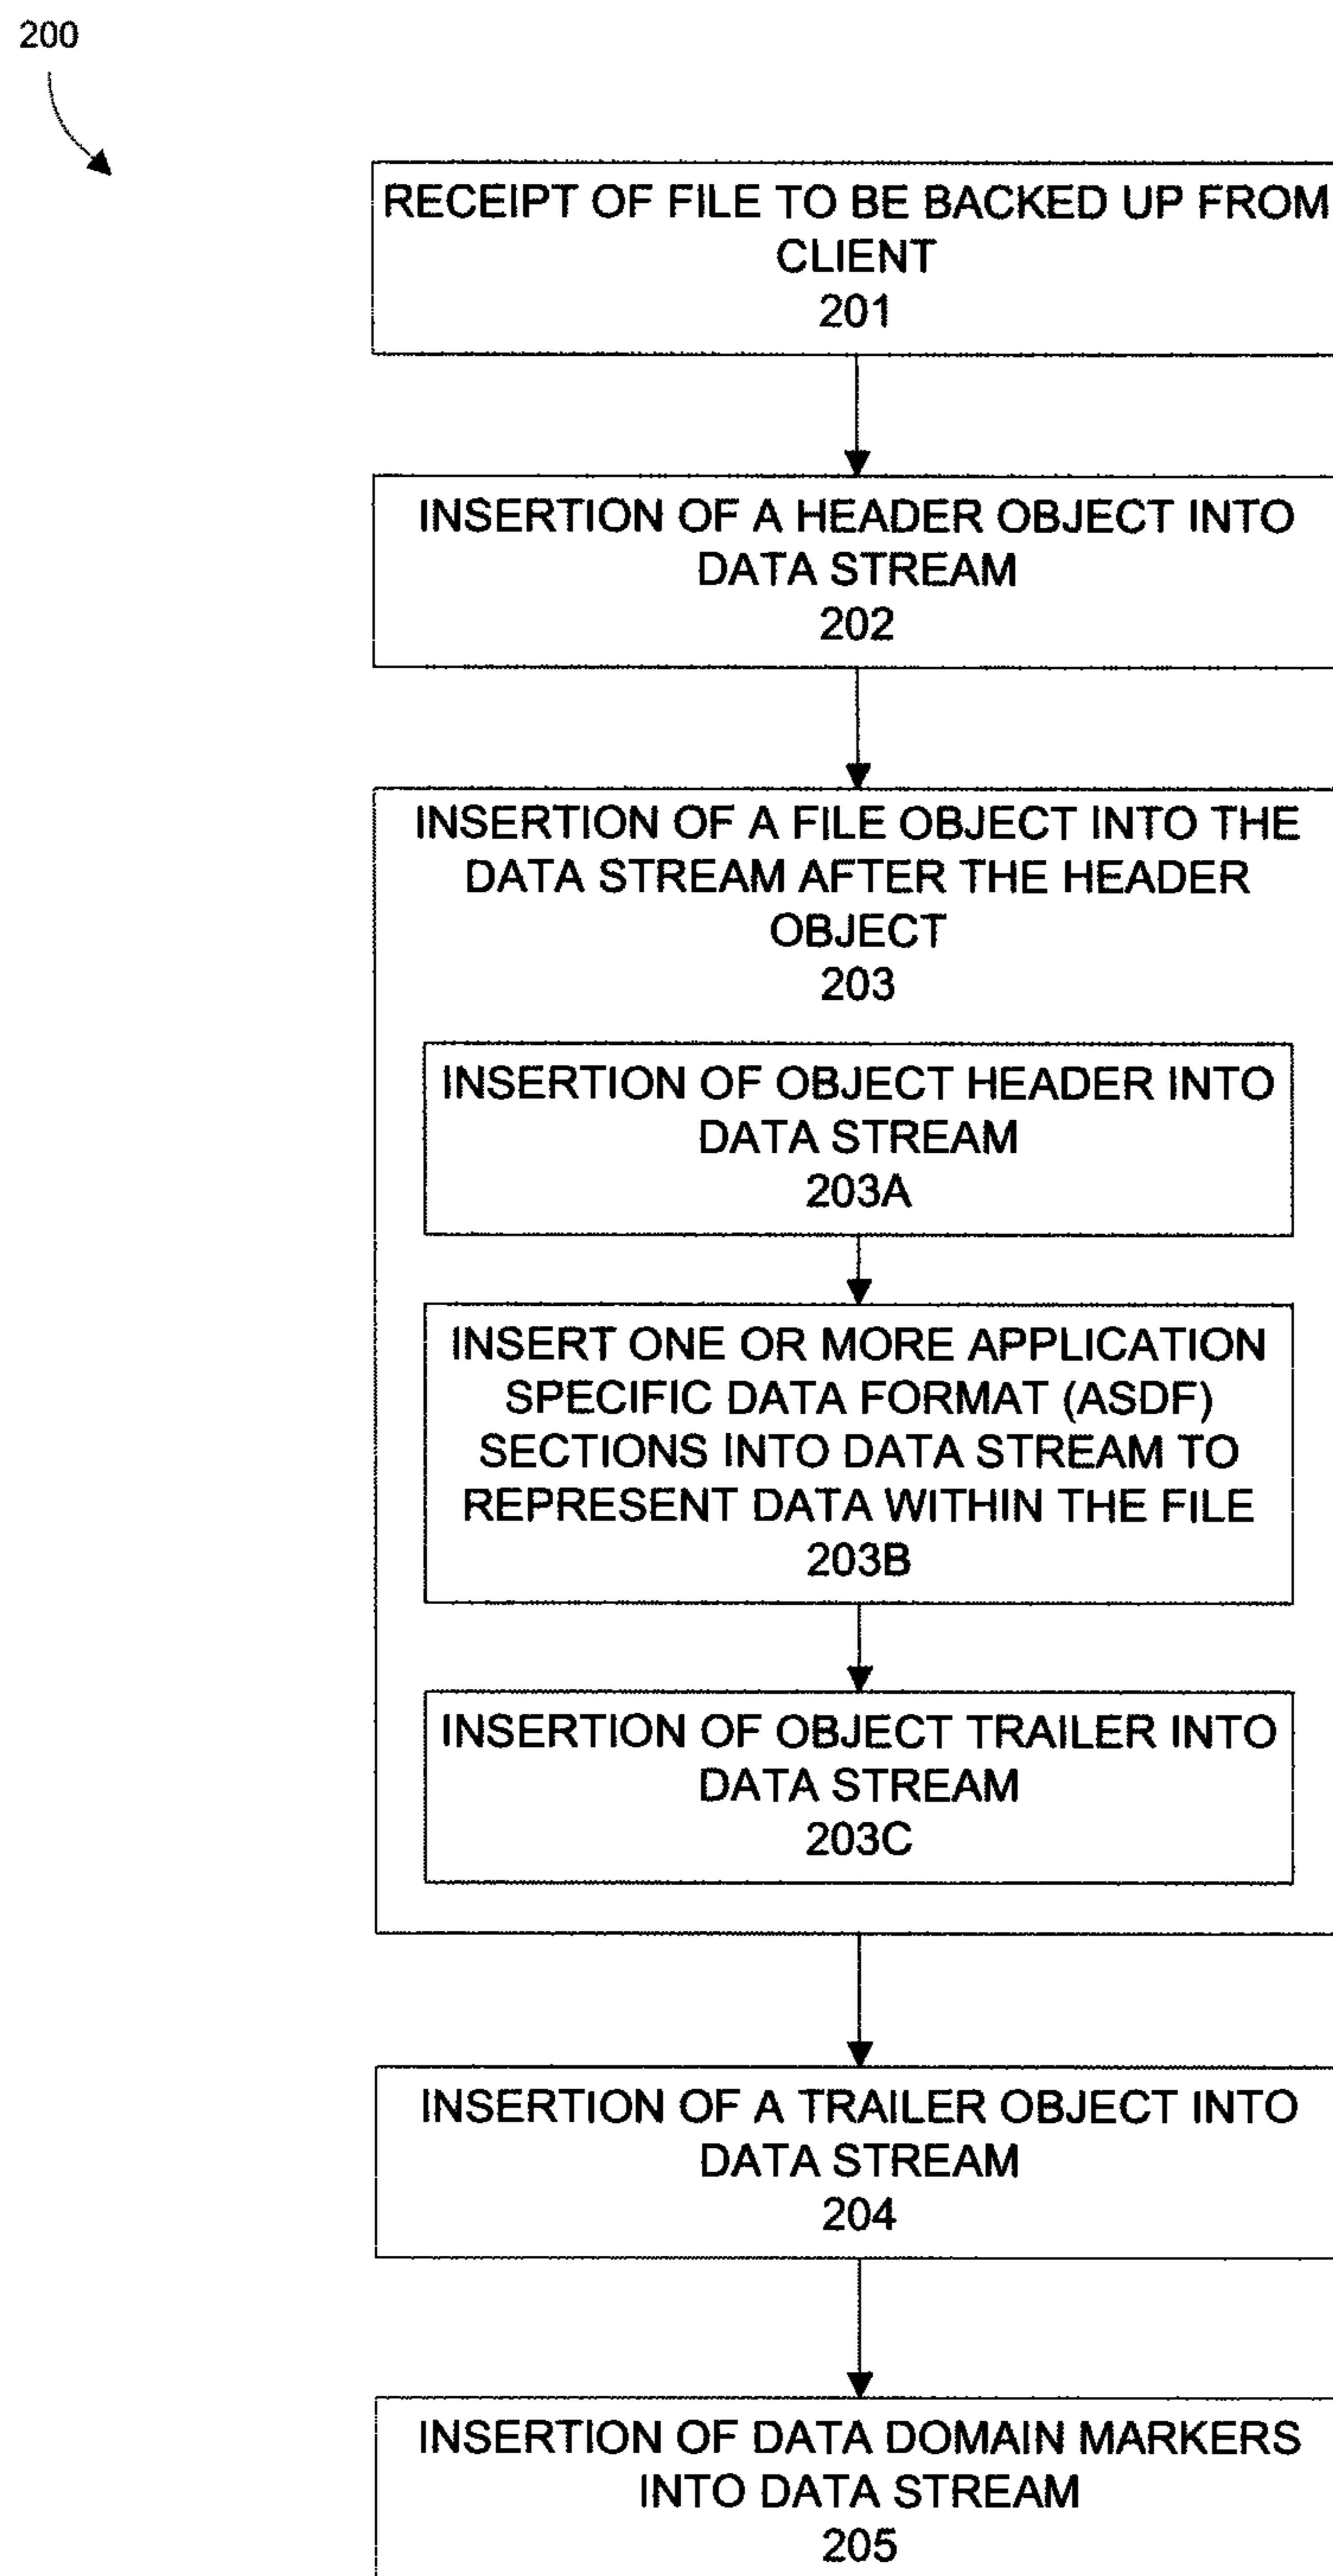 200
RECEIPT OF FILE TO BE BACKED UP FROM
CLIENT
201
INSERTION OF A HEADER OBJECT INTO
DATA STREAM
202
INSERTION OF A FILE OBJECT INTO THE
DATA STREAM AFTER THE HEADER
OBJECT
203
INSERTION OF OBJECT HEADER INTO
DATA STREAM
203A
INSERT ONE OR MORE APPLICATION
SPECIFIC DATA FORMAT (ASDF)
SECTIONS INTO DATA STREAM TO
REPRESENT DATA WITHIN THE FILE
203B
INSERTION OF OBJECT TRAILER INTO
DATA STREAM
203C
INSERTION OF A TRAILER OBJECT INTO
DATA STREAM
204
INSERTION OF DATA DOMAIN MARKERS
INTO DATA STREAM
205